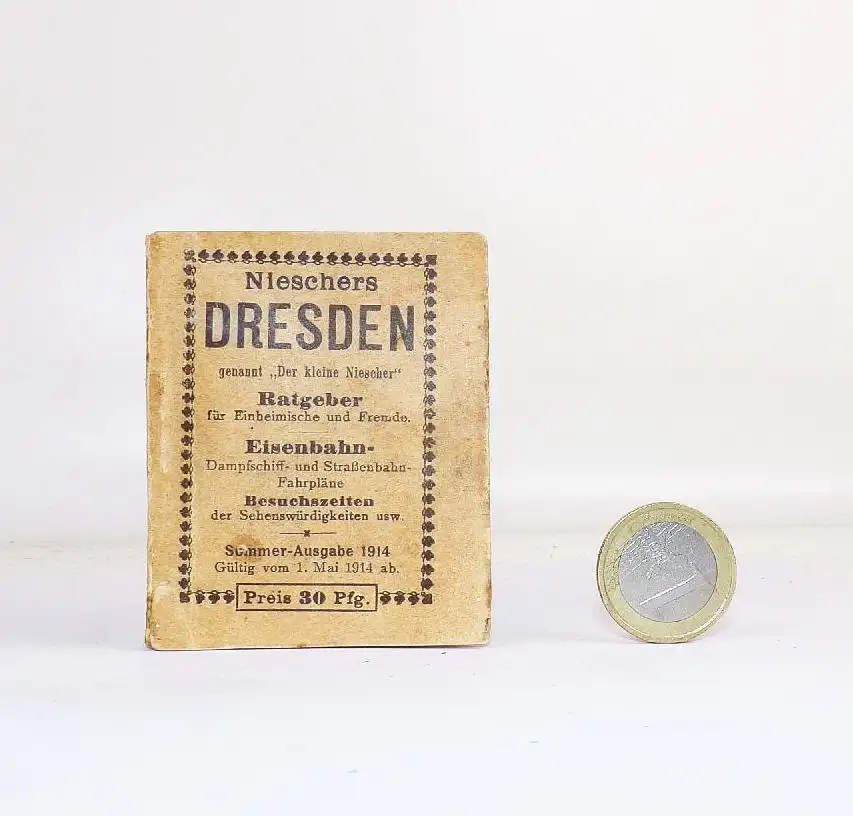 Nieschers
DRESDEN
genannt „Der kleine Niescher“
Ratgeber
für Einheimische und Fremde.
Eisenbahn-
Dampfschiff- und Straßenbahn-
Fahrpläne
Besuchszeiten
der Sehenswürdigkeiten usw.
Sommer-Ausgabe 1914
Gültig vom 1. Mai 1914 ab.
Preis 30 Pfg.
1